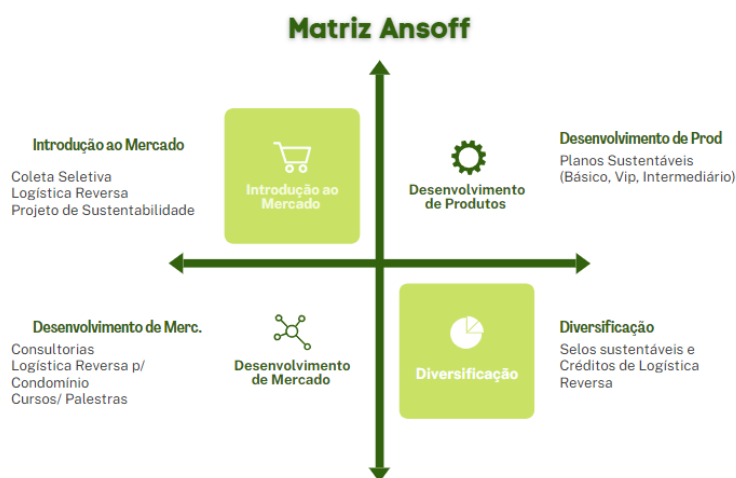 Matriz Ansoff
Introdução ao Mercado
Coleta Seletiva
Logística Reversa
Projeto de Sustentabilidade
Introdução ao
Mercado
Desenvolvimento
de Produtos
Desenvolvimento de Prod
Planos Sustentáveis
(Básico, Vip, Intermediário)
Desenvolvimento de Merc.
Consultorias
Logística Reversa p/
Condomínio
Cursos/ Palestras
Desenvolvimento
de Mercado
Diversificação
Diversificação
Selos sustentáveis e
Créditos de Logística
Reversa